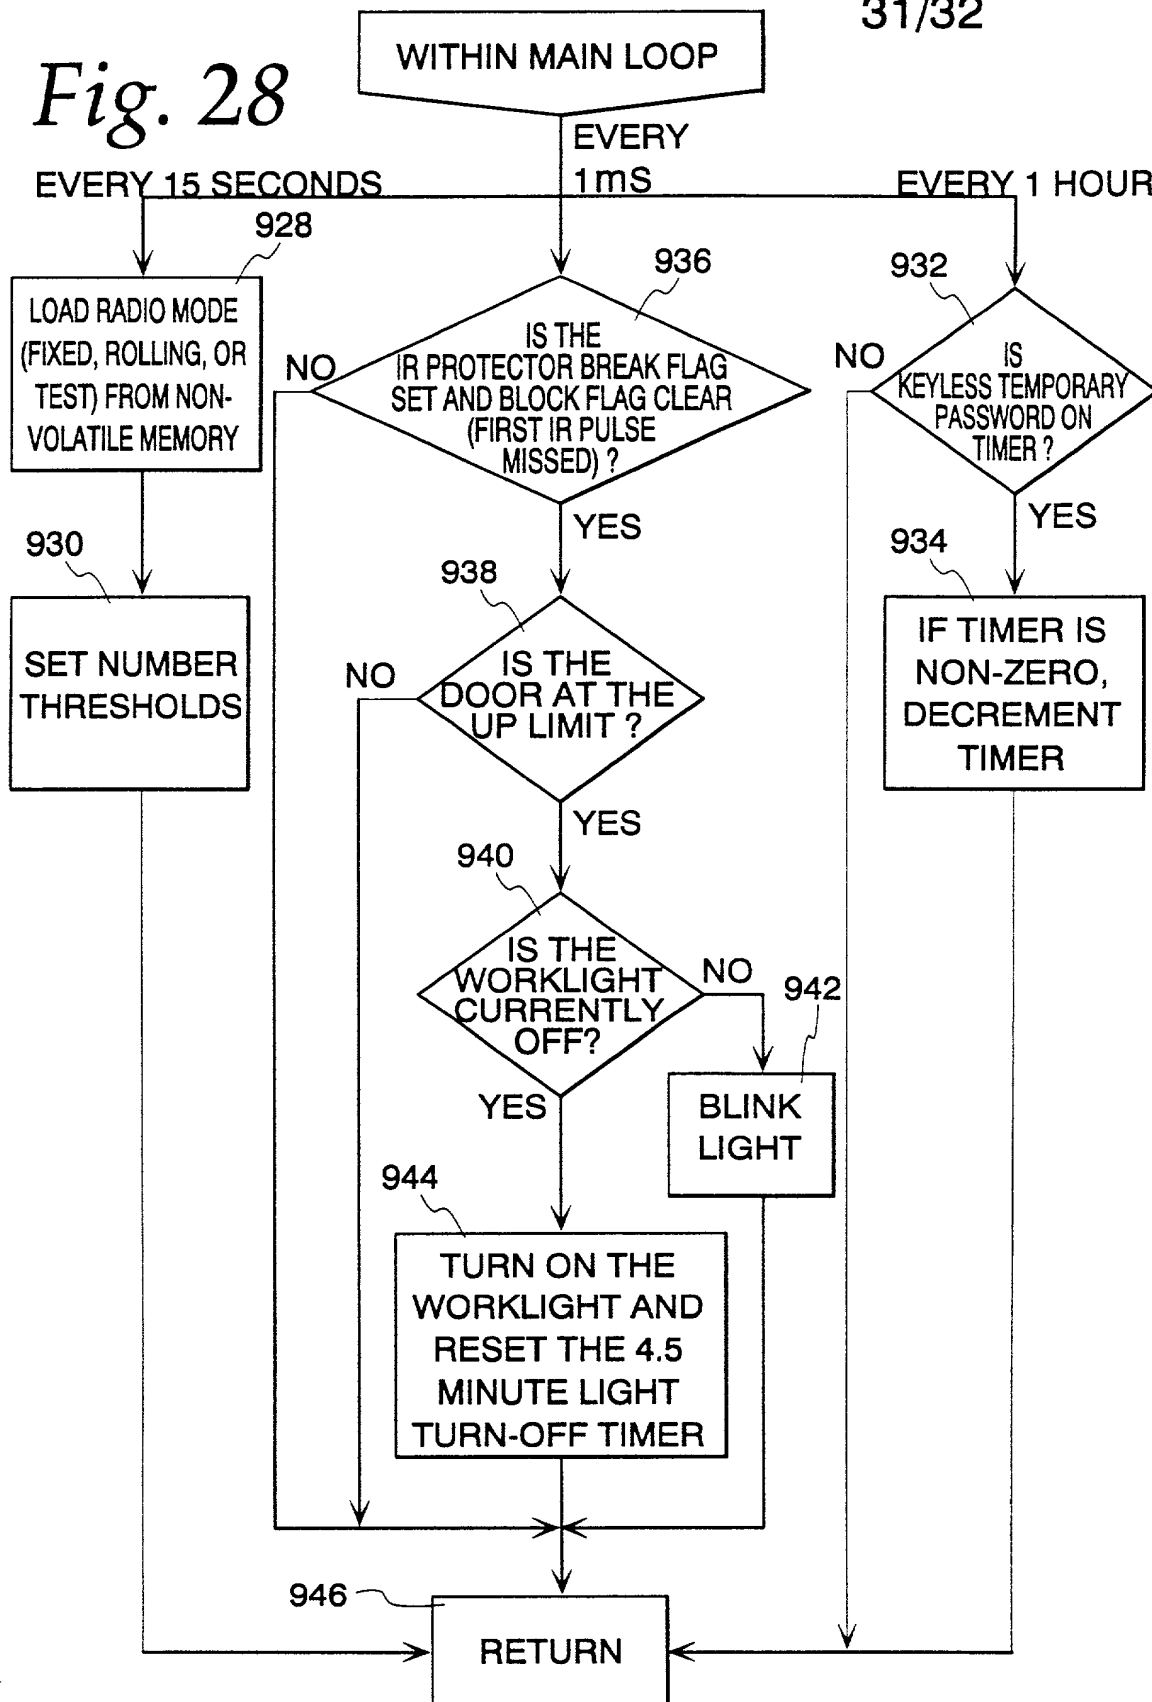 31/32
Fig. 28
WITHIN MAIN LOOP
EVERY
1mS
EVERY 15 SECONDS
EVERY 1 HOUR
928
LOAD RADIO MODE
(FIXED, ROLLING, OR
TEST) FROM NON-
VOLATILE MEMORY
936
IS THE
IR PROTECTOR BREAK FLAG
SET AND BLOCK FLAG CLEAR
(FIRST IR PULSE
MISSED) ?
NO
YES
932
IS
KEYLESS TEMPORARY
PASSWORD ON
TIMER ?
NO
YES
930
SET NUMBER
THRESHOLDS
938
IS THE
DOOR AT THE
UP LIMIT ?
NO
YES
934
IF TIMER IS
NON-ZERO,
DECREMENT
TIMER
940
IS THE
WORKLIGHT
CURRENTLY
OFF?
NO
YES
942
BLINK
LIGHT
944
TURN ON THE
WORKLIGHT AND
RESET THE 4.5
MINUTE LIGHT
TURN-OFF TIMER
946
RETURN